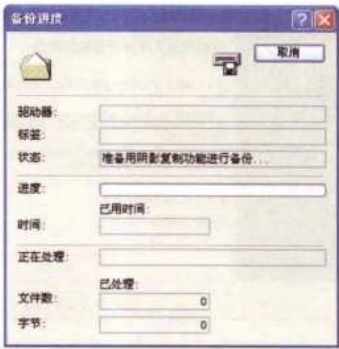 备份进度
取消
驱动器:
标签:
状态: 准备用阴影复制功能进行备份...
进度:
已用时间:
时间:
正在处理:
已处理:
文件数: 0
字节: 0